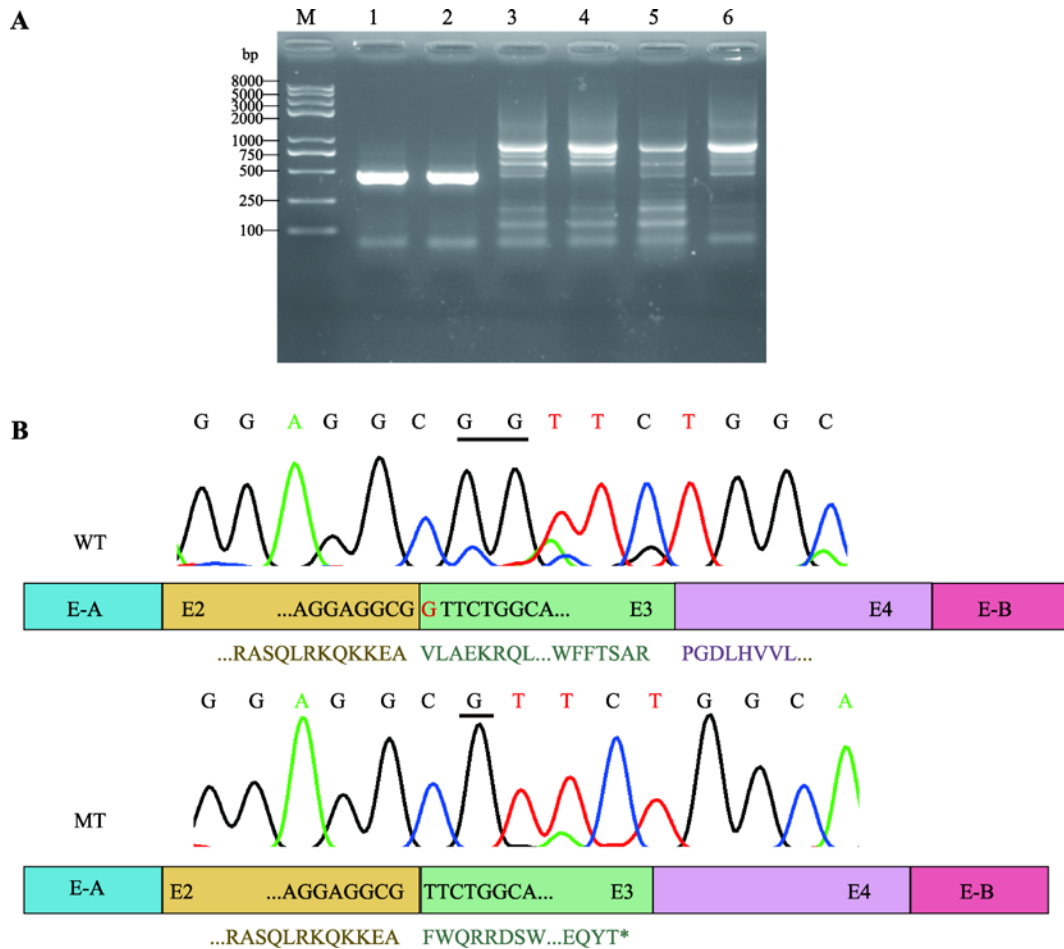 A
M 1 2 3 4 5 6
bp
8000
5000
3000
2000
1000
750
500
250
100
B
G G A G G C G G T T C T G G C
WT
E-A E2 ...AGGAGGCG GTTCTGGCA... E3 E4 E-B
...RASQLRKQKKEA VLAEKRQL...WFFTSAR PGDLHVVL...
G G A G G C G T T C T G G C A
MT
E-A E2 ...AGGAGGCG TTCTGGCA... E3 E4 E-B
...RASQLRKQKKEA FWQRRDSW...EQYT*